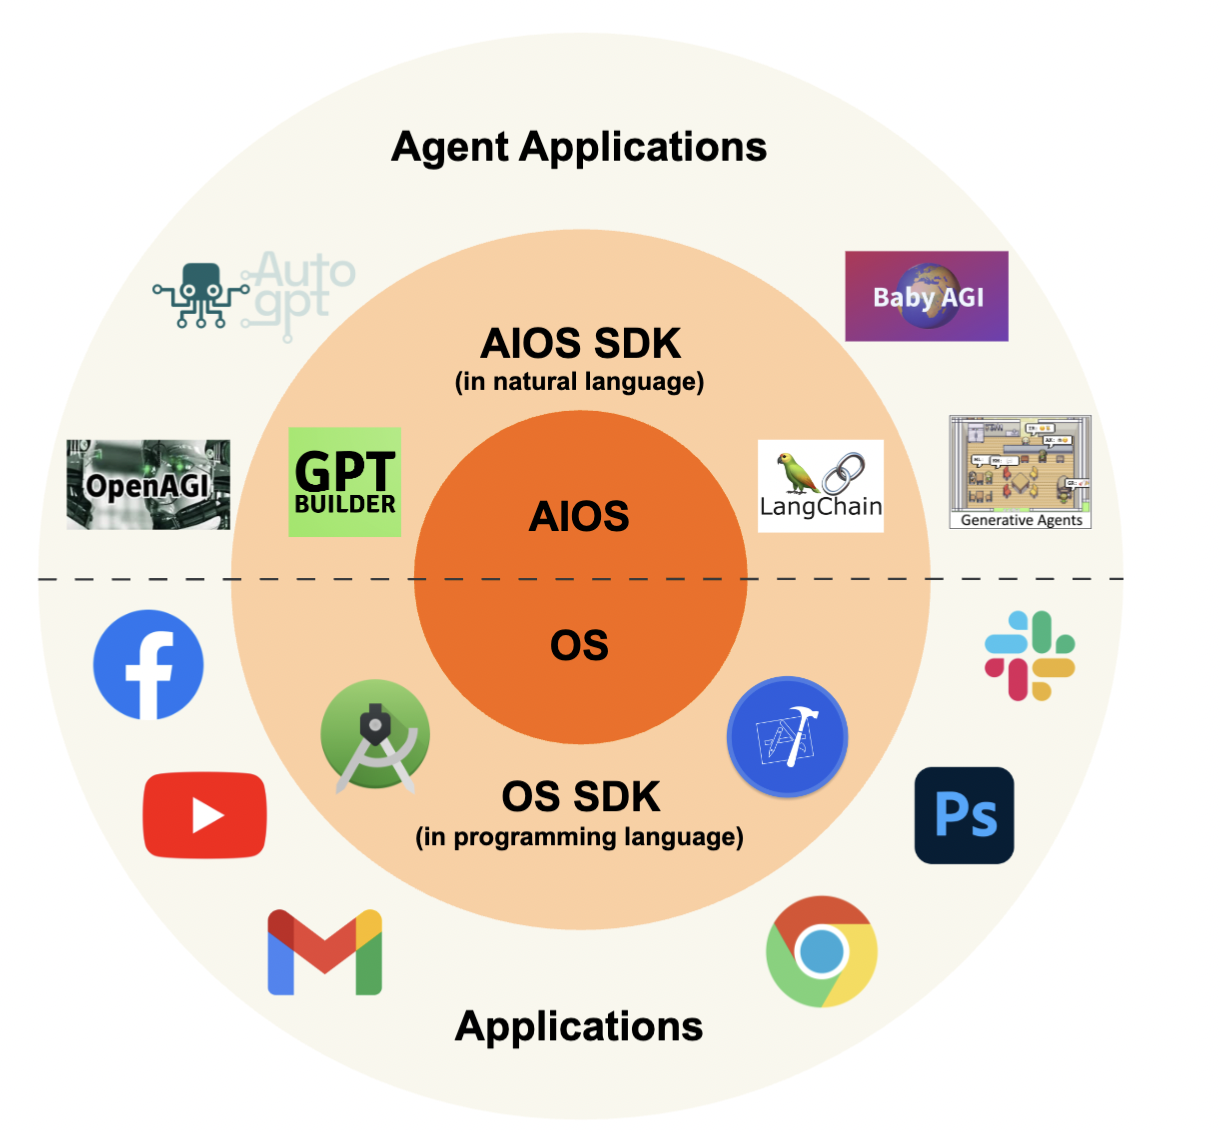 Agent Applications
Auto
gpt
Baby AGI
AIOS SDK
(in natural language)
OpenAGI
GPT
BUILDER
AIOS
LangChain
Generative Agents
OS
OS SDK
(in programming language)
Ps
Applications